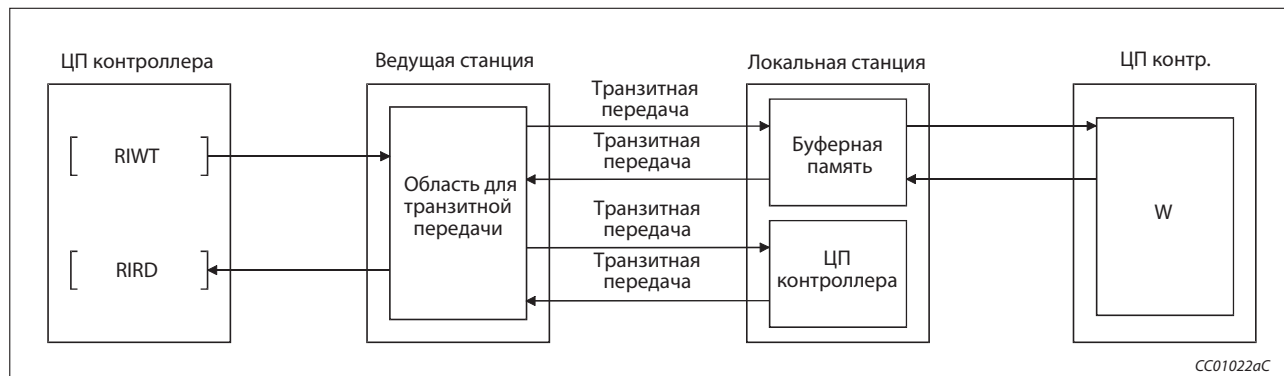 ЦП контроллера
Ведущая станция
Локальная станция
ЦП контр.
RIWT
RIRD
Область для
транзитной
передачи
Транзитная
передача
Транзитная
передача
Транзитная
передача
Транзитная
передача
Буферная
память
ЦП
контроллера
W
CC01022aC